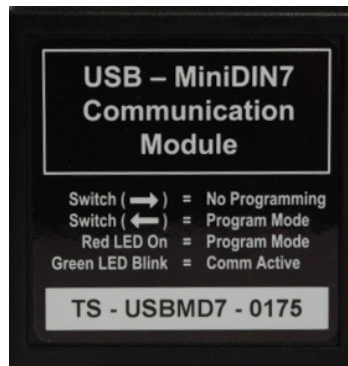 USB – MiniDIN7
Communication
Module
Switch (→) = No Programming
Switch (←) = Program Mode
Red LED On = Program Mode
Green LED Blink = Comm Active
TS - USBMD7 - 0175